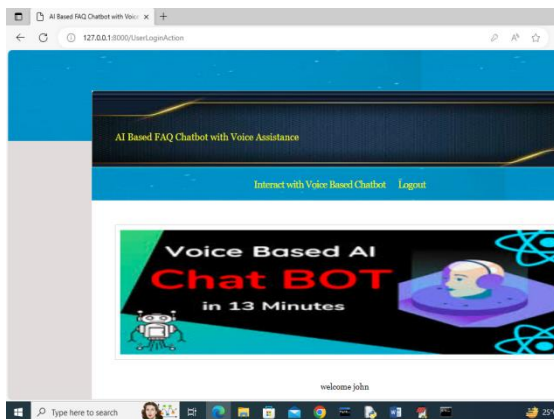 AI Based FAQ Chatbot with Voic
127.0.0.1:8000/UserLoginAction
AI Based FAQ Chatbot with Voice Assistance
Interact with Voice Based Chatbot Logout
Voice Based AI
Chat BOT
in 13 Minutes
welcome john
Type here to search